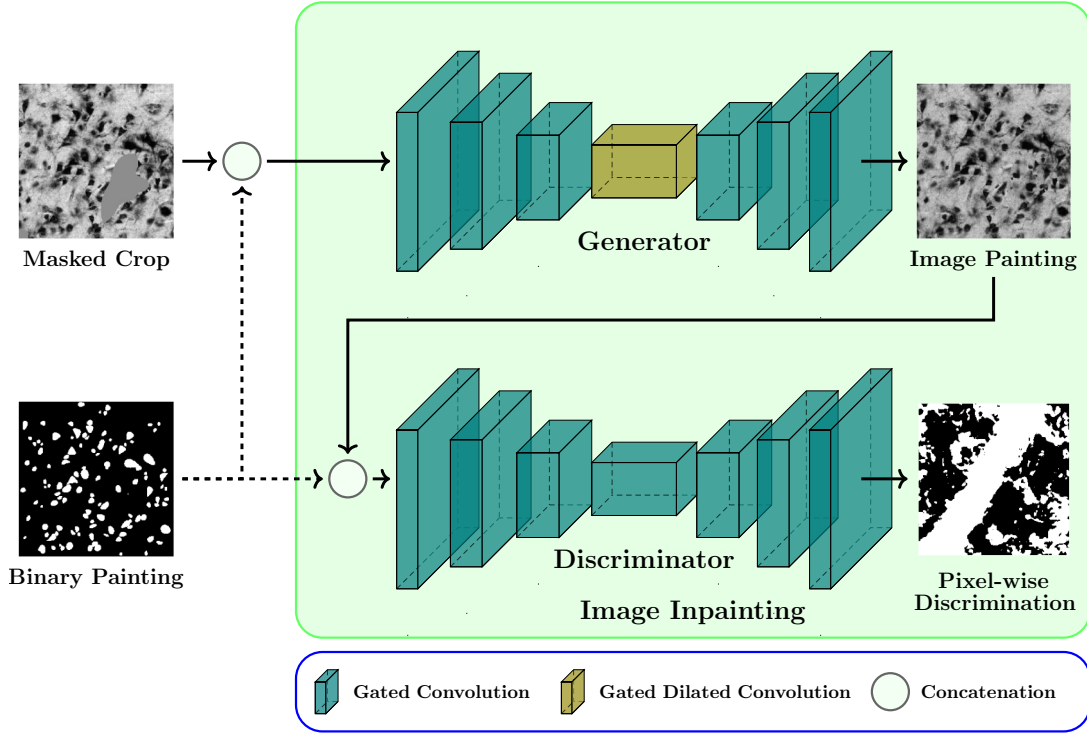 Masked Crop
Generator
Image Painting
Binary Painting
Discriminator
Pixel-wise
Discrimination
Image Inpainting
Gated Convolution
Gated Dilated Convolution
Concatenation